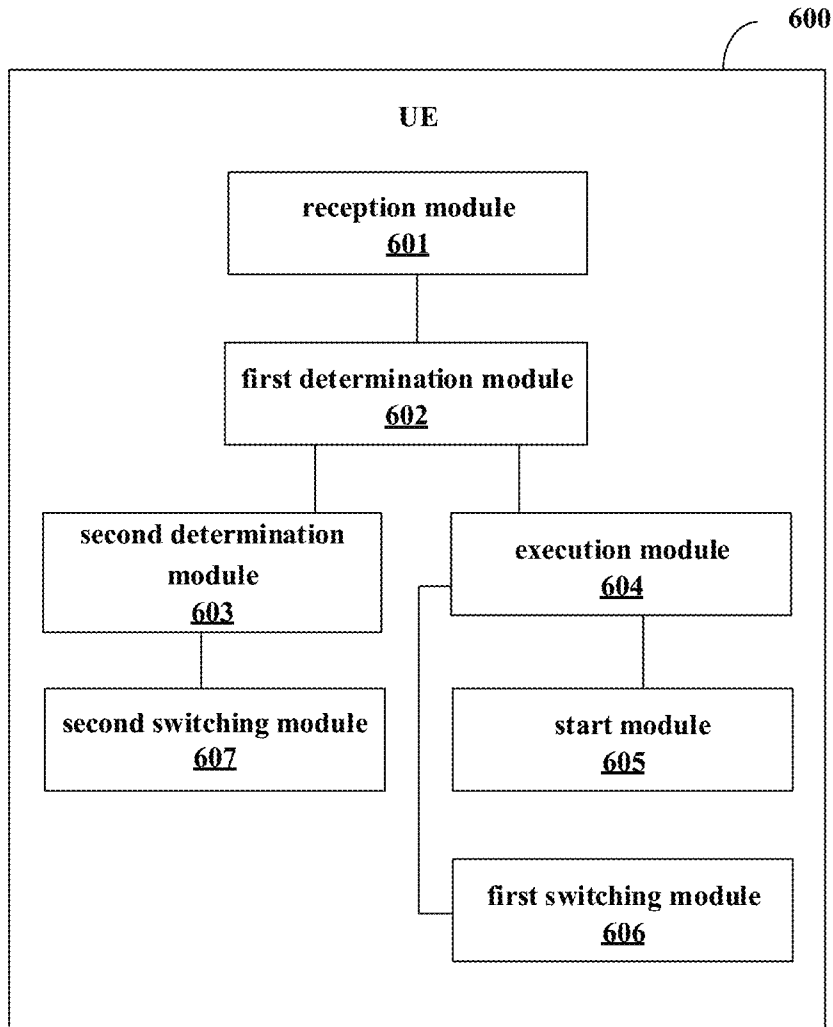 600
UE
reception module
601
first determination module
602
second determination
module
603
execution module
604
second switching module
607
start module
605
first switching module
606